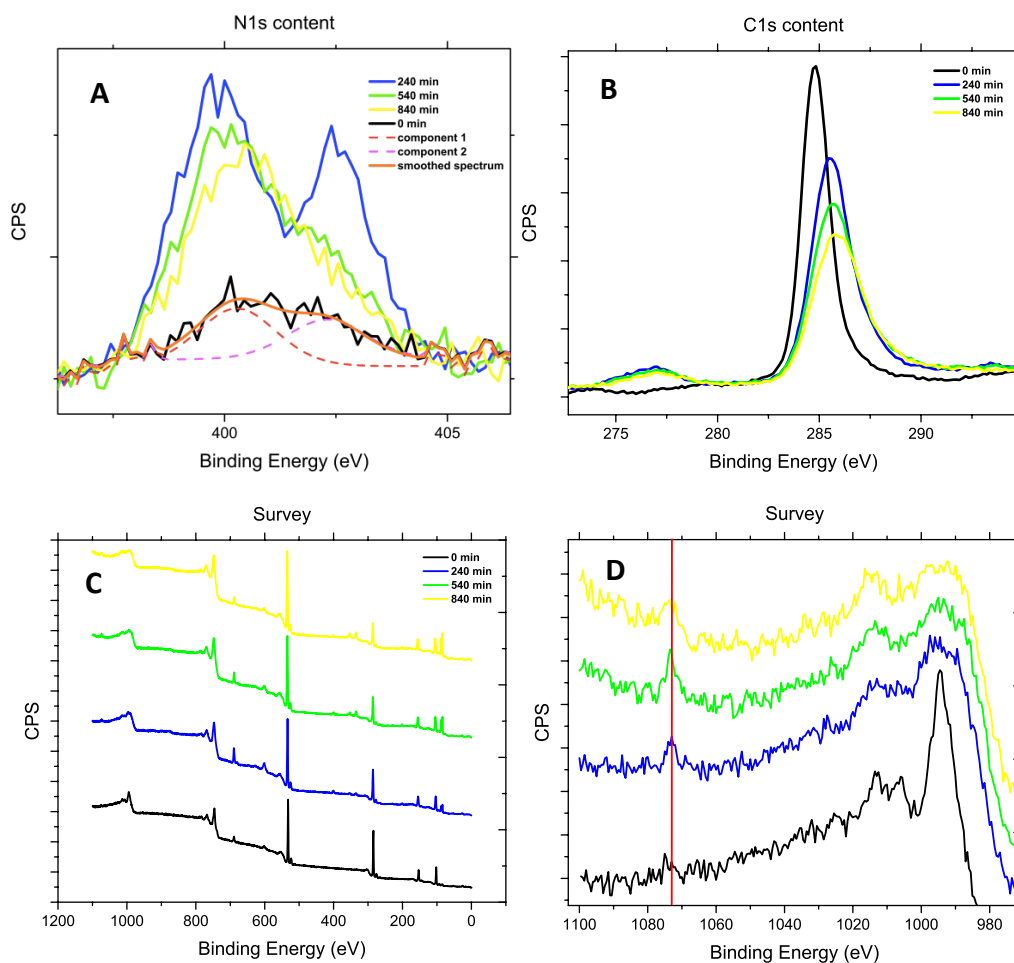 N1s content
A
240 min
540 min
840 min
0 min
component 1
component 2
smoothed spectrum
CPS
400
405
Binding Energy (eV)
C1s content
B
0 min
240 min
540 min
840 min
CPS
275
280
285
290
Binding Energy (eV)
Survey
C
0 min
240 min
540 min
840 min
CPS
1200
1000
800
600
400
200
0
Binding Energy (eV)
Survey
D
CPS
1100
1080
1060
1040
1020
1000
980
Binding Energy (eV)